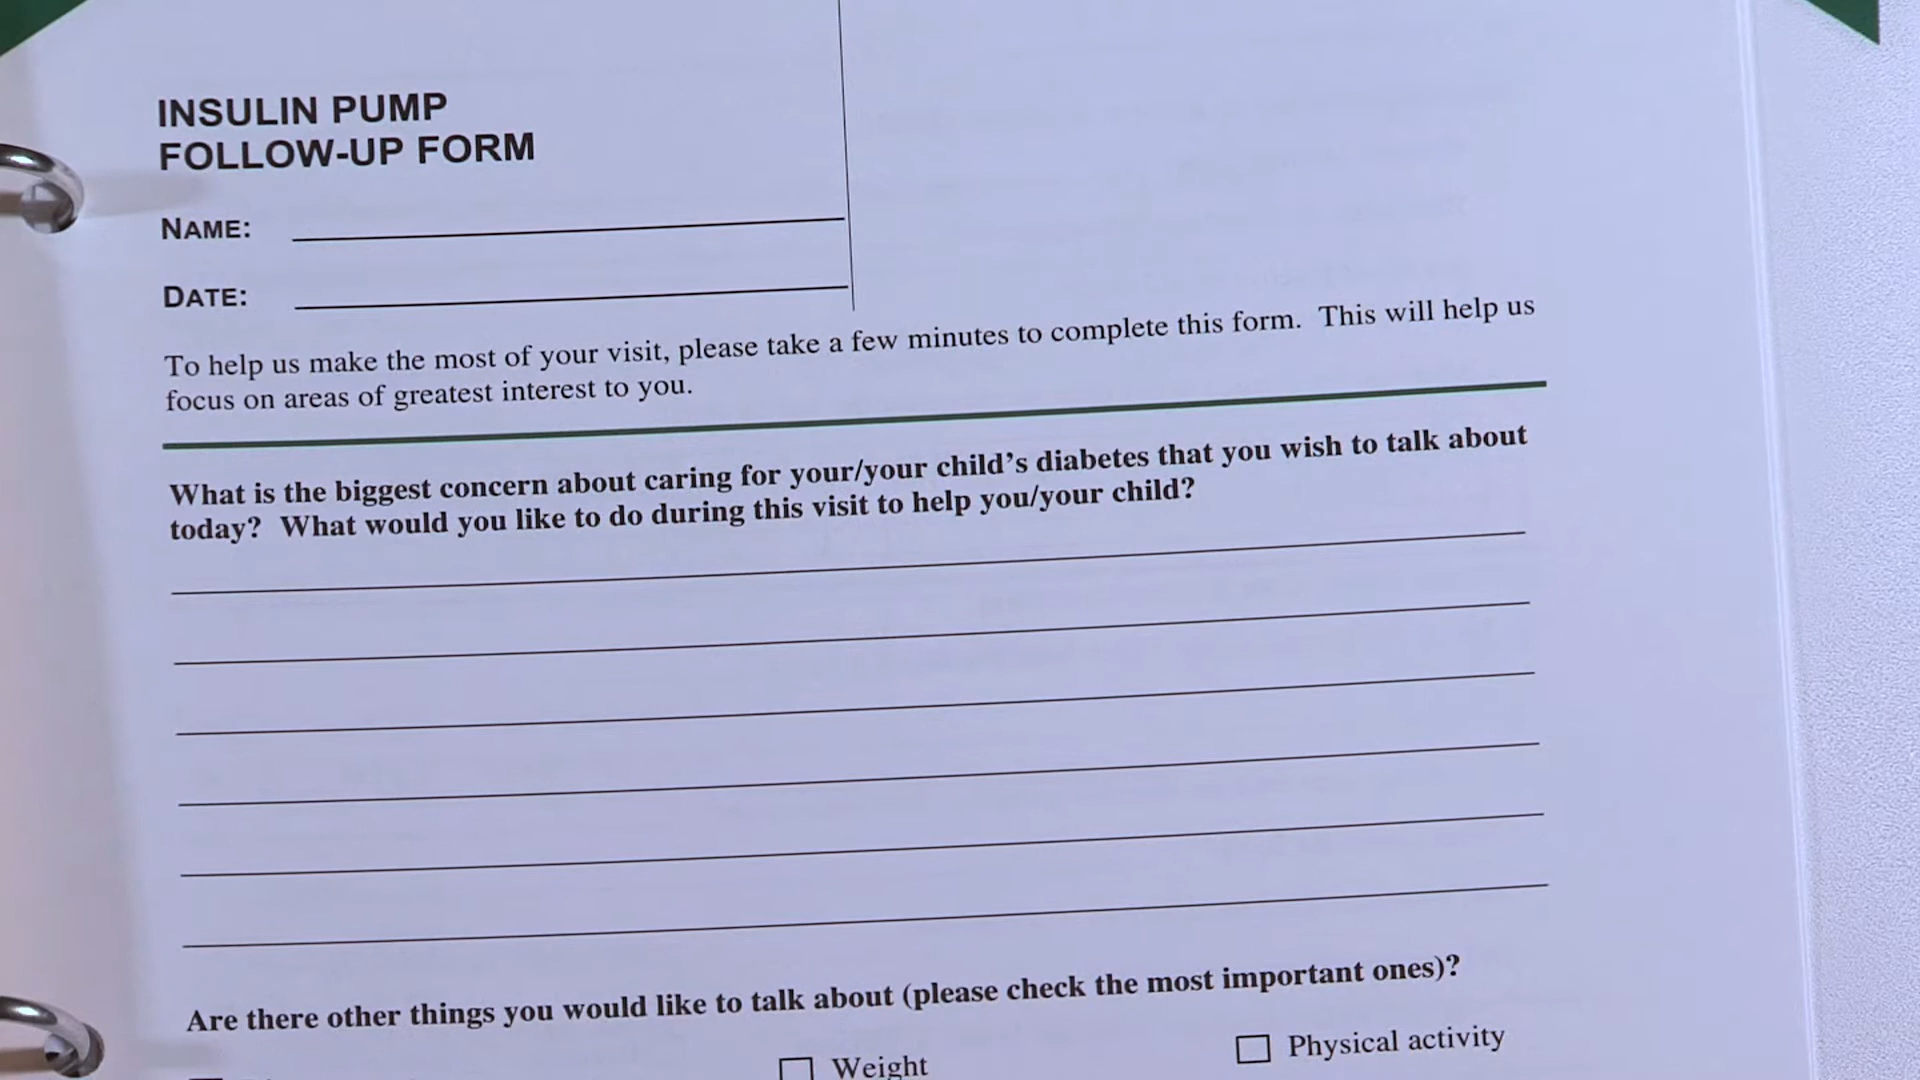 INSULIN PUMP
FOLLOW-UP FORM
NAME:
DATE:
To help us make the most of your visit, please take a few minutes to complete this form. This will help us
focus on areas of greatest interest to you.
What is the biggest concern about caring for your/your child's diabetes that you wish to talk about
today? What would you like to do during this visit to help you/your child?
Are there other things you would like to talk about (please check the most important ones)?
Weight
Physical activity